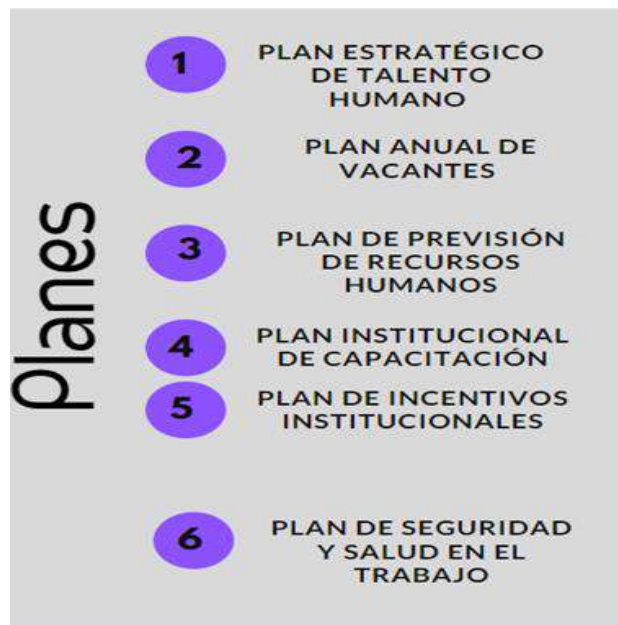 Planes
1
PLAN ESTRATÉGICO
DE TALENTO
HUMANO
2
PLAN ANUAL DE
VACANTES
3
PLAN DE PREVISIÓN
DE RECURSOS
HUMANOS
4
PLAN INSTITUCIONAL
DE CAPACITACIÓN
5
PLAN DE INCENTIVOS
INSTITUCIONALES
6
PLAN DE SEGURIDAD
Y SALUD EN EL
TRABAJO